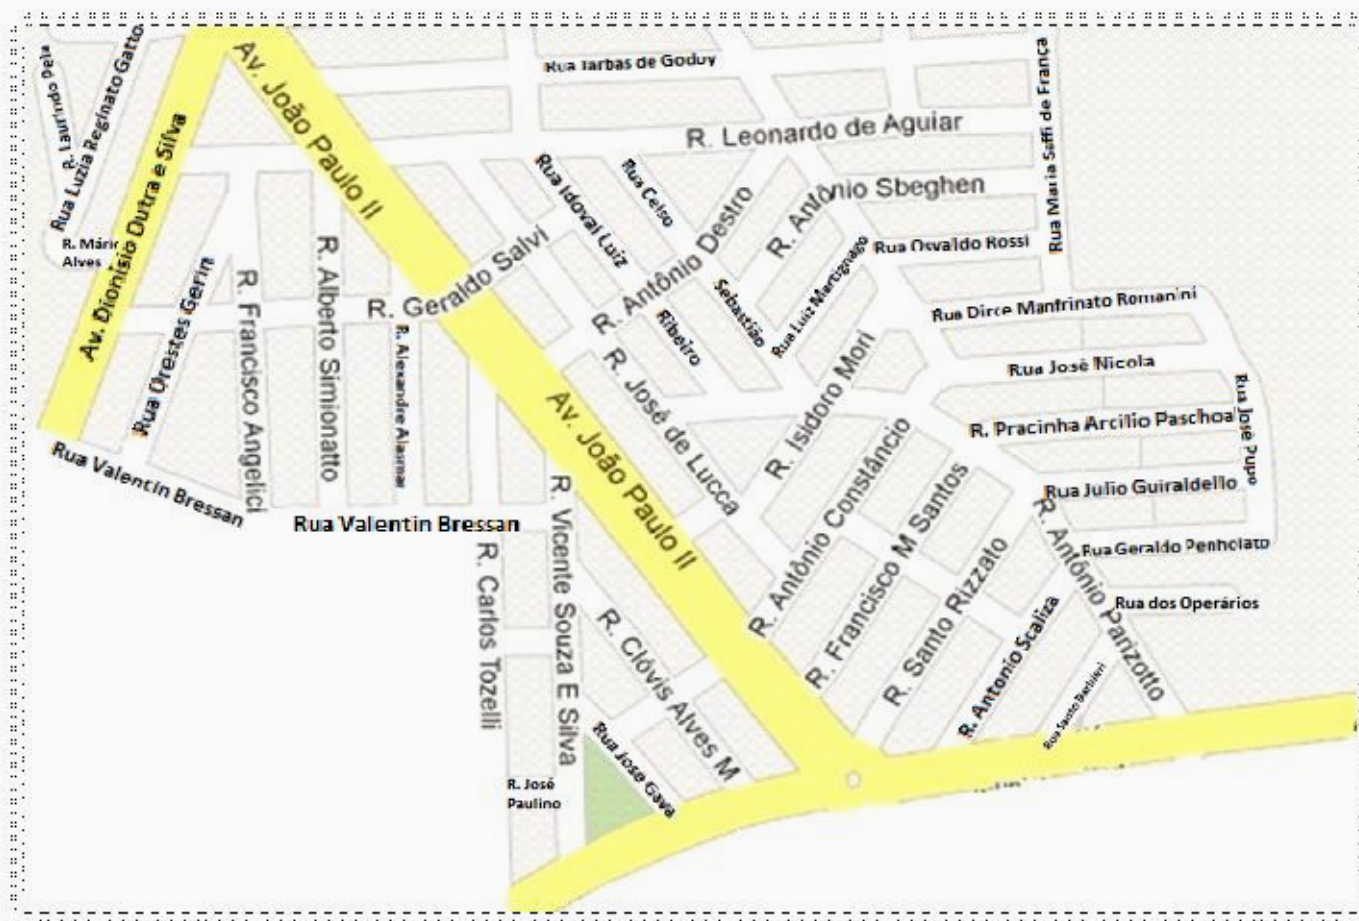 R. Laurindo Pela
Rua Luzia Reginato Gatto
R. Mário
Alves
Av. Dionísio Dutra e Silva
Av. João Paulo II
Rua Tarbas de Goduy
R. Leonardo de Aguiar
Rua Maria Saffi de França
R. Antônio Sbeghen
Rua Osvaldo Rossi
Rua Idoval Luiz
Rua Celso
R. Antônio Destro
Rua Luiz Martignago
Sebastião
Ribeiro
R. Geraldo Salvi
Rua Orestes Gerin
R. Francisco Angelici
R. Alberto Simionatto
R. Alexandre Alasmar
Rua Dirce Manfrinato Romanini
Rua José Nicola
Rua José Pupo
R. Pracinha Arcilio Paschoal
Rua Julio Guiraldello
Rua Geraldo Penholato
Rua dos Operários
R. José de Lucca
R. Isidoro Mori
Av. João Paulo II
R. Antônio Constâncio
R. Francisco M Santos
R. Santo Rizzato
R. Antonio Scaliza
R. Antônio Parizotto
Rua Santo Barbieri
Rua Valentin Bressan
Rua Valentin Bressan
R. Vicente Souza E Silva
R. Carlos Tozelli
R. Clóvis Alves M
Rua Jose Gava
R. José
Paulino